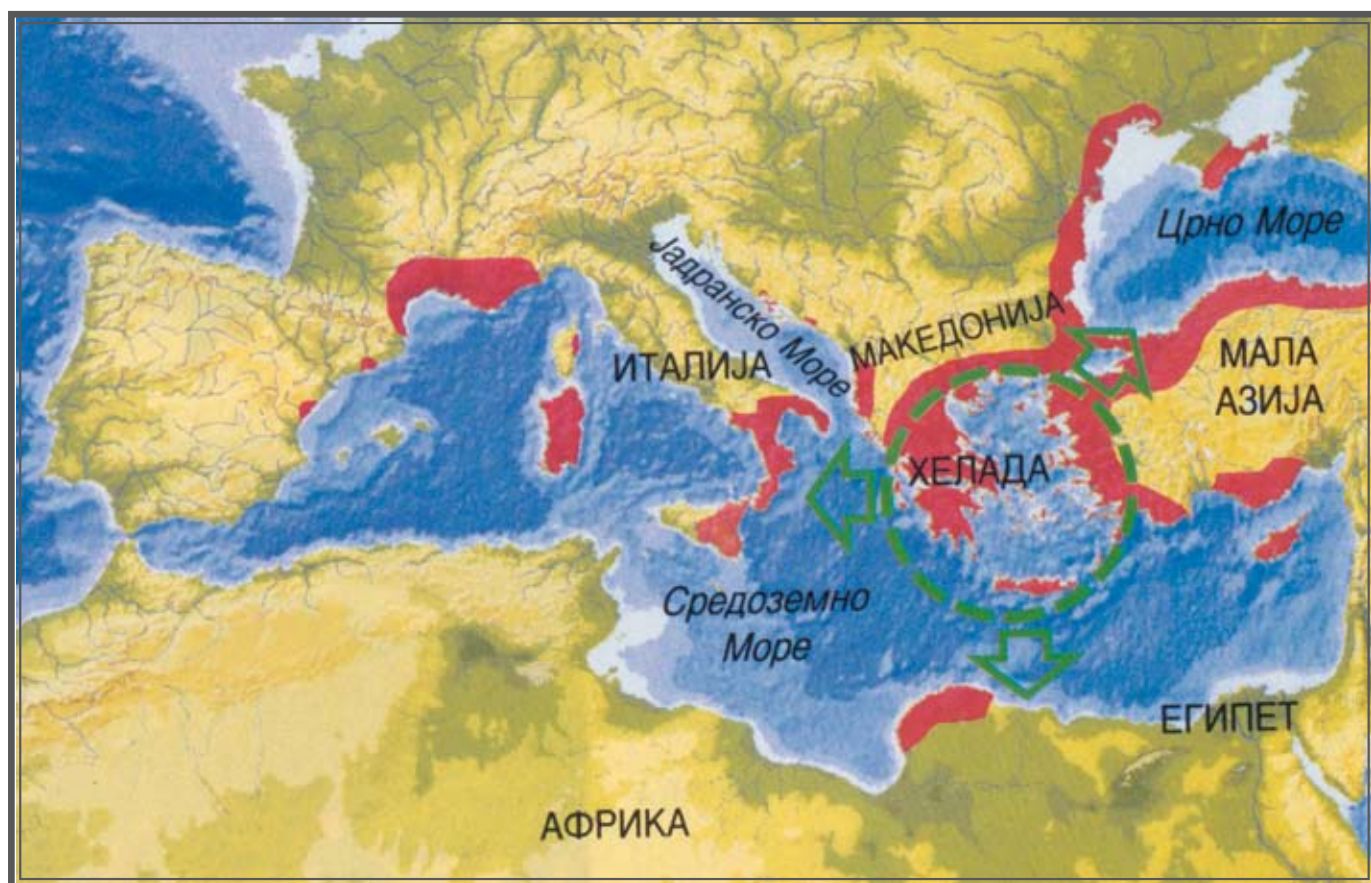 Црно Море
Јадранско Море
МАКЕДОНИЈА
ИТАЛИЈА
МАЛА
АЗИЈА
ХЕЛАДА
Средоземно
Море
ЕГИПЕТ
АФРИКА